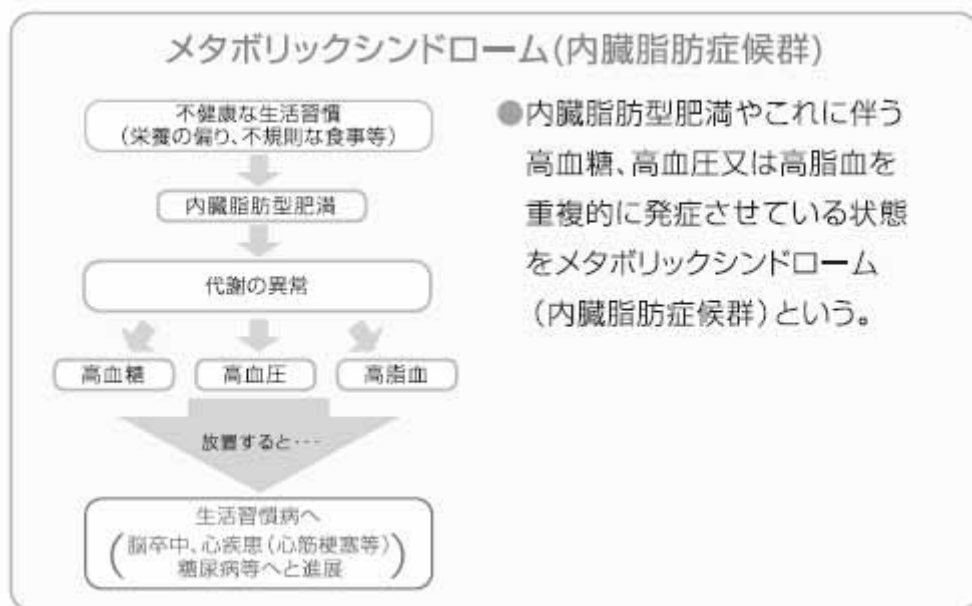 メタボリックシンドローム(内臓脂肪症候群)
不健康な生活習慣
(栄養の偏り、不規則な食事等)
内臓脂肪型肥満
代謝の異常
高血糖
高血圧
高脂血
放置すると･･･
生活習慣病へ
脳卒中、心疾患(心筋梗塞等)
糖尿病等へと進展
●内臓脂肪型肥満やこれに伴う
高血糖、高血圧又は高脂血を
重複的に発症させている状態
をメタボリックシンドローム
(内臓脂肪症候群)という。